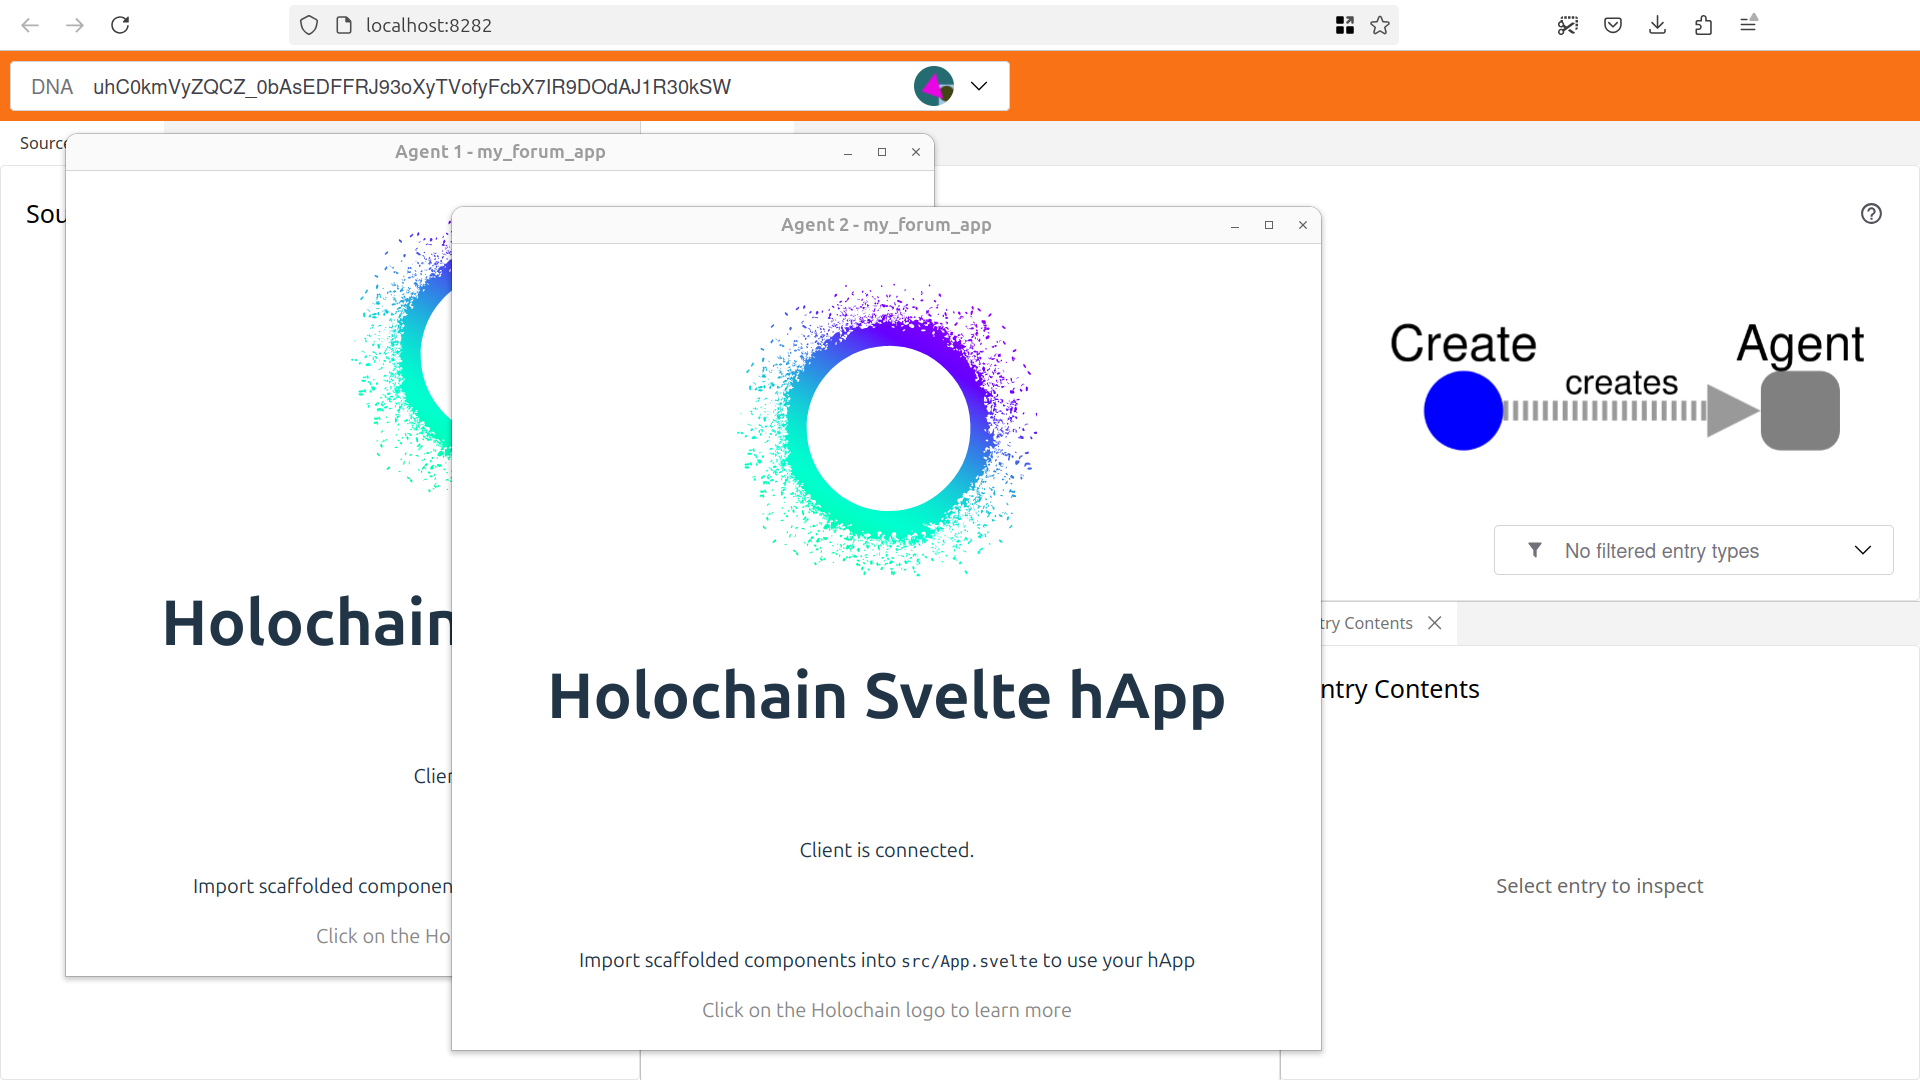 localhost:8282
DNA uhC0kmVyZQCZ_0bAsEDFFRJ93oXyTVofyFcbX7IR9DOdAJ1R30kSW
Source
Agent 1 - my_forum_app
Sou
Holochain
Clien
Import scaffolded componen
Click on the Ho
Agent 2 - my_forum_app
Holochain Svelte hApp
Client is connected.
Import scaffolded components into src/App.svelte to use your hApp
Click on the Holochain logo to learn more
Create
Agent
creates
No filtered entry types
try Contents
ntry Contents
Select entry to inspect